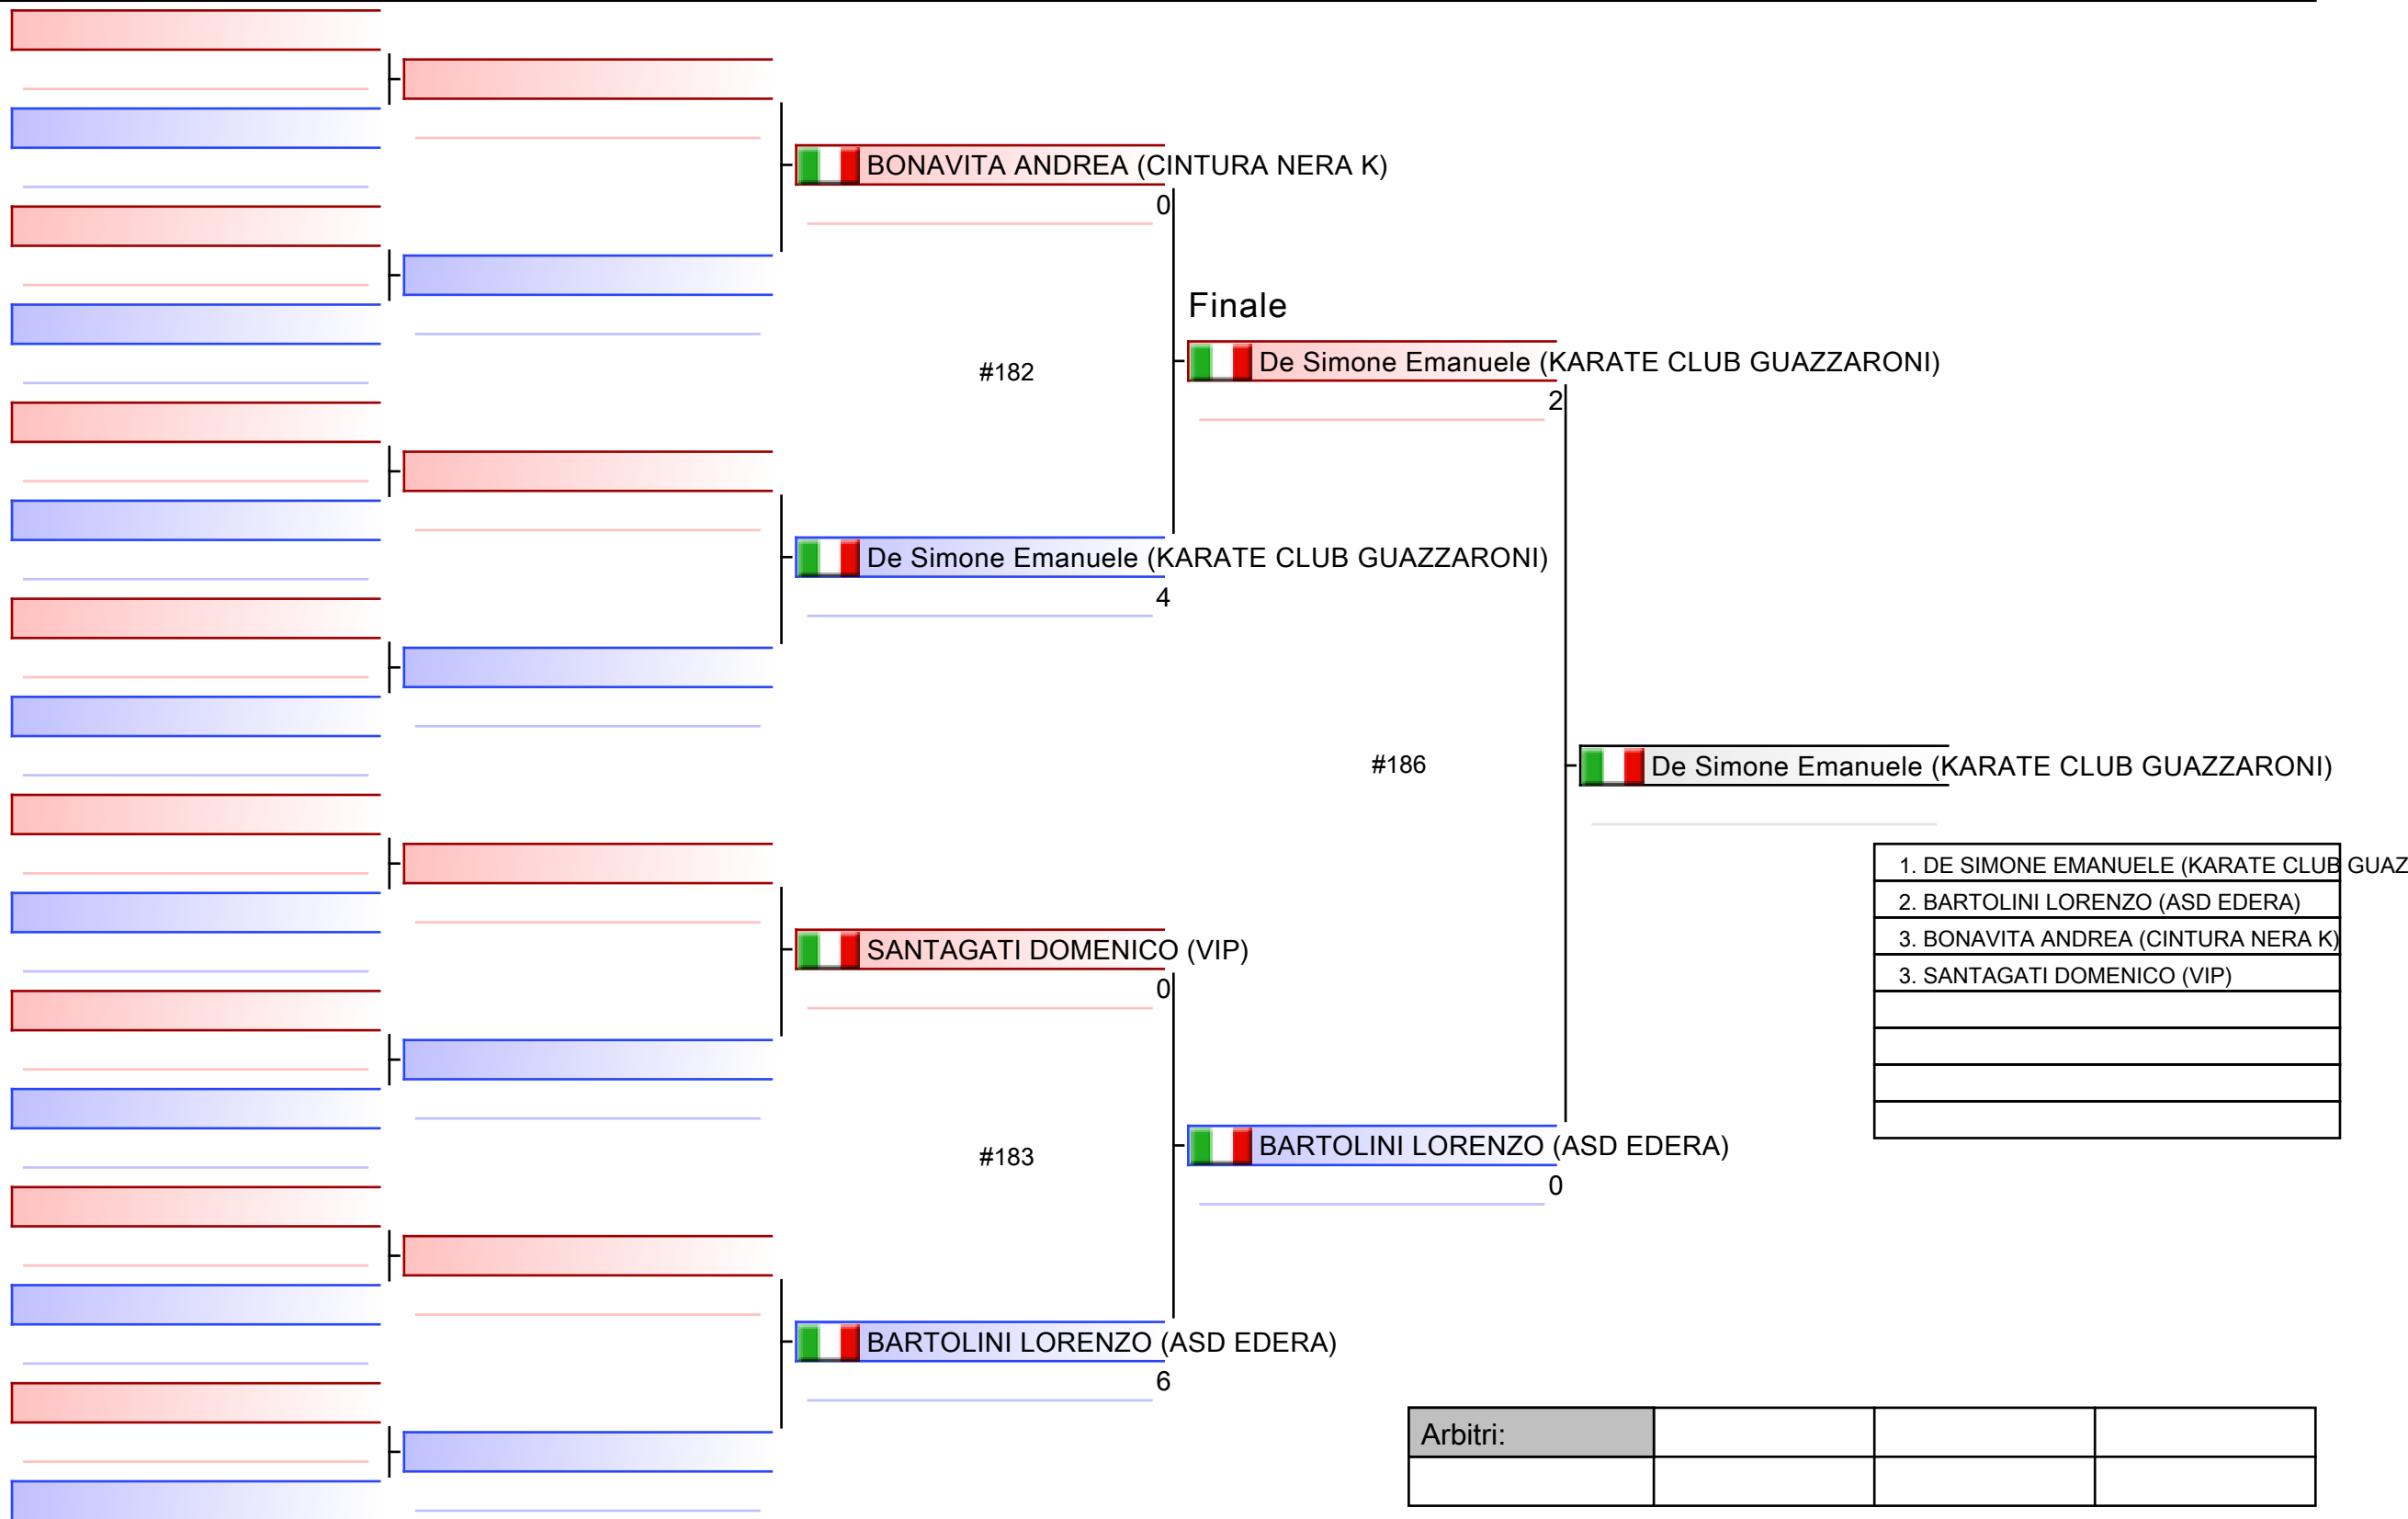 BONAVITA ANDREA (CINTURA NERA K)
0
Finale
#182
De Simone Emanuele (KARATE CLUB GUAZZARONI)
2
De Simone Emanuele (KARATE CLUB GUAZZARONI)
4
#186
De Simone Emanuele (KARATE CLUB GUAZZARONI)
1. DE SIMONE EMANUELE (KARATE CLUB GUAZ
2. BARTOLINI LORENZO (ASD EDERA)
3. BONAVITA ANDREA (CINTURA NERA K)
3. SANTAGATI DOMENICO (VIP)
SANTAGATI DOMENICO (VIP)
0
#183
BARTOLINI LORENZO (ASD EDERA)
0
BARTOLINI LORENZO (ASD EDERA)
6
Arbitri: